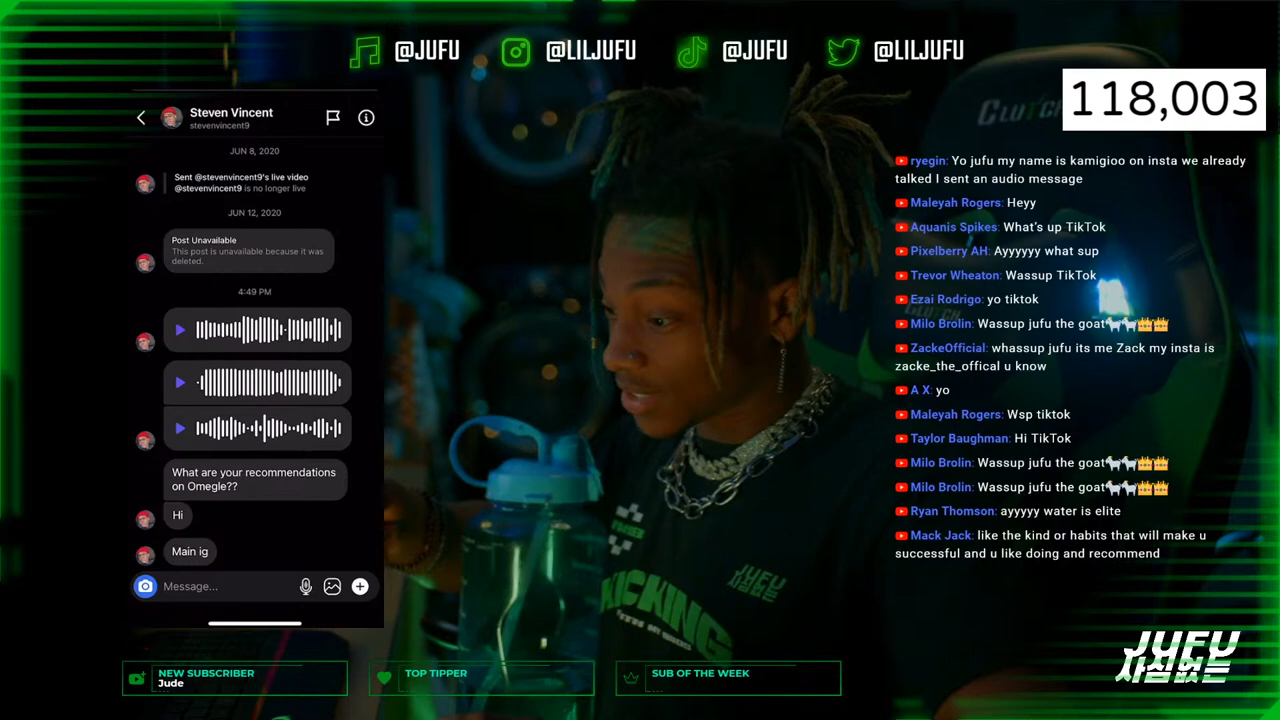 @JUFU @LILJUFU @JUFU @LILJUFU
118,003
Steven Vincent
stevenvincent9
JUN 8, 2020
Sent @stevenvincent9's live video
@stevenvincent9 is no longer live
JUN 12, 2020
Post Unavailable
This post is unavailable because it was
deleted.
4:49 PM
What are your recommendations
on Omegle??
Hi
Main ig
Message...
CLUTCH
ryegin: Yo jufu my name is kamigioo on insta we already
talked I sent an audio message
Maleyah Rogers: Heyy
Aquanis Spikes: What's up TikTok
Pixelberry AH: Ayyyyyy what sup
Trevor Wheaton: Wassup TikTok
Ezai Rodrigo: yo tiktok
Milo Brolin: Wassup jufu the goat🐐🐐👑👑
ZackeOfficial: whassup jufu its me Zack my insta is
zacke_the_offical u know
A X: yo
Maleyah Rogers: Wsp tiktok
Taylor Baughman: Hi TikTok
Milo Brolin: Wassup jufu the goat🐐🐐👑👑
Milo Brolin: Wassup jufu the goat🐐🐐👑👑
Ryan Thomson: ayyyyy water is elite
Mack Jack: like the kind or habits that will make u
successful and u like doing and recommend
JUFU
KICKING
NEW SUBSCRIBER
Jude
TOP TIPPER
SUB OF THE WEEK
JUFU
자심없는